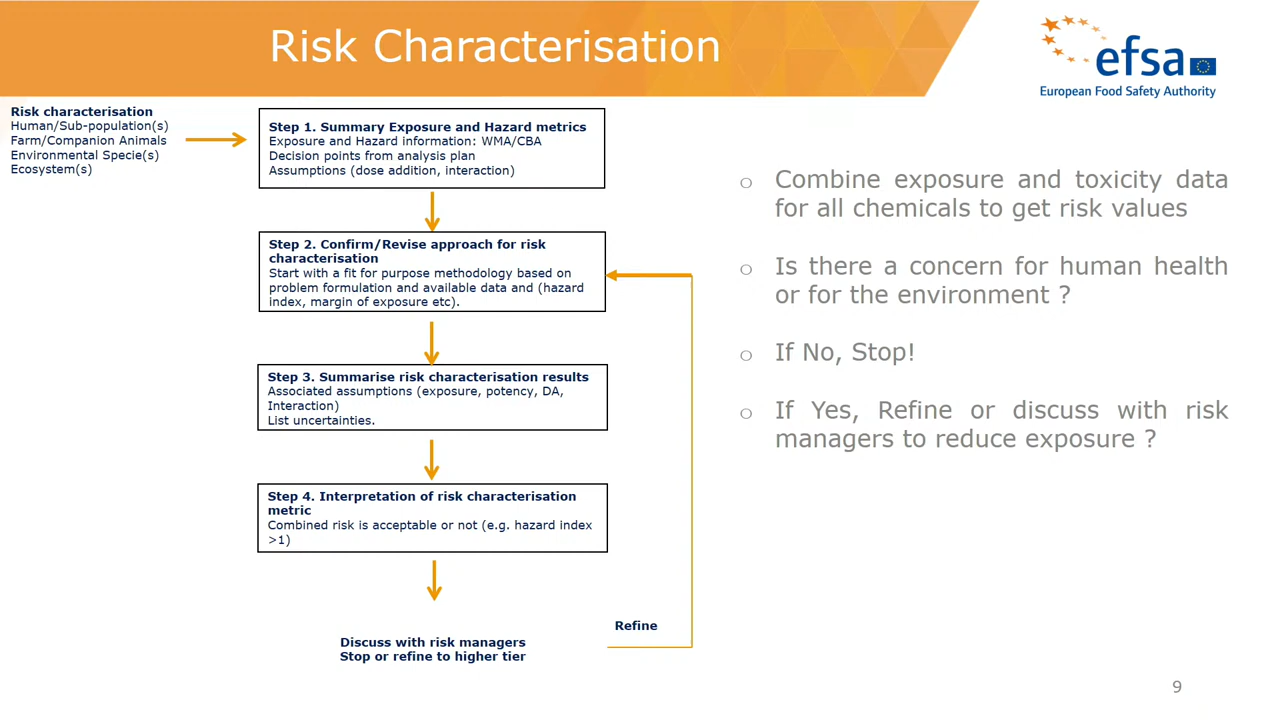 Risk Characterisation
efsa
European Food Safety Authority
Risk characterisation
Human/Sub-population(s)
Farm/Companion Animals
Environmental Specie(s)
Ecosystem(s)
Step 1. Summary Exposure and Hazard metrics
Exposure and Hazard information: WMA/CBA
Decision points from analysis plan
Assumptions (dose addition, interaction)
Step 2. Confirm/Revise approach for risk
characterisation
Start with a fit for purpose methodology based on
problem formulation and available data and (hazard
index, margin of exposure etc).
Step 3. Summarise risk characterisation results
Associated assumptions (exposure, potency, DA,
Interaction)
List uncertainties.
Step 4. Interpretation of risk characterisation
metric
Combined risk is acceptable or not (e.g. hazard index
>1)
Discuss with risk managers
Stop or refine to higher tier
Refine
o Combine exposure and toxicity data
for all chemicals to get risk values
o Is there a concern for human health
or for the environment ?
o If No, Stop!
o If Yes, Refine or discuss with risk
managers to reduce exposure ?
9